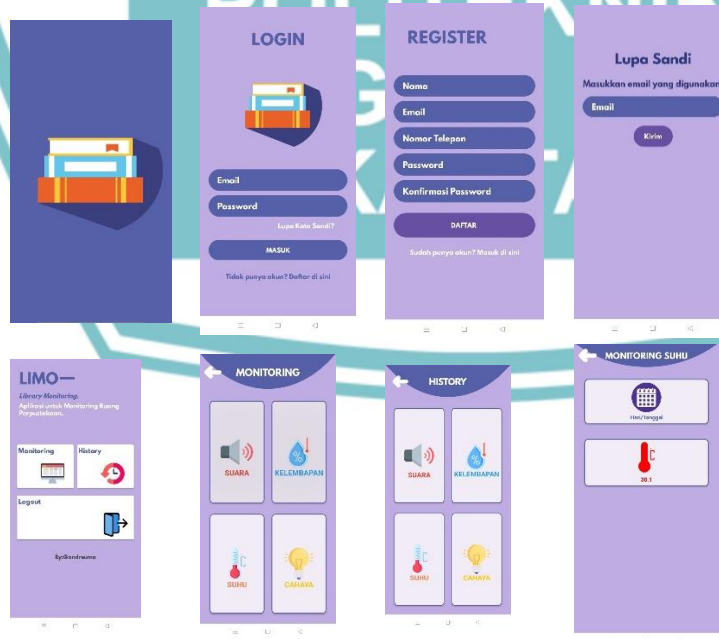 LOGIN
Email
Password
Lupa Kata Sandi?
MASUK
Tidak punya akun? Daftar di sini
REGISTER
Nama
Email
Nomor Telepon
Password
Konfirmasi Password
DAFTAR
Sudah punya akun? Masuk di sini
Lupa Sandi
Masukkan email yang digunakan
Email
Kirim
LIMO—
Library Monitoring.
Aplikasi untuk Monitoring Ruang
Perpustakaan.
Monitoring
History
Logout
MONITORING
SUARA
KELEMBAPAN
%
C
SUHU
CAHAYA
HISTORY
SUARA
KELEMBAPAN
%
C
SUHU
CAHAYA
MONITORING SUHU
Hari/Tanggal
C
30.1